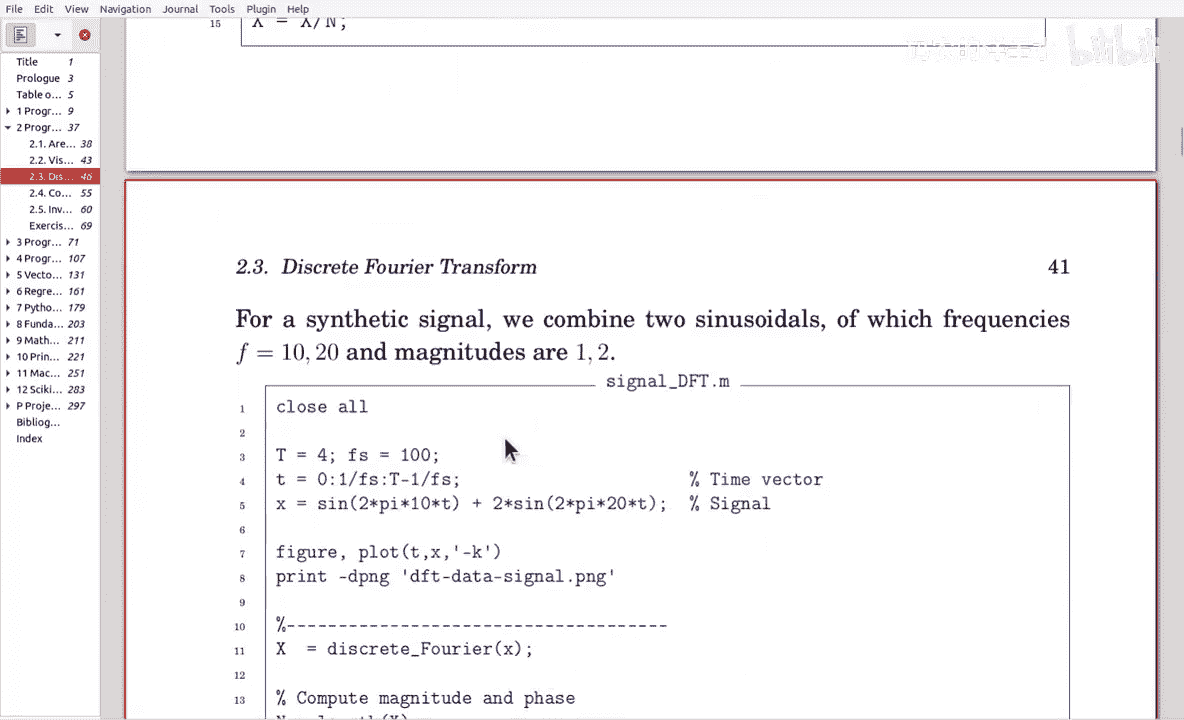 File Edit View Navigation Journal Tools Plugin Help
Title 1
Prologue 3
Table o... 5
1 Progr... 9
2 Progr... 37
2.1. Are... 38
2.2. Vis... 43
2.3. Dis... 46
2.4. Co... 55
2.5. Inv... 60
Exercis... 69
3 Progr... 71
4 Progr... 107
5 Vecto... 131
6 Regre... 161
7 Pytho... 179
8 Funda... 203
9 Math... 211
10 Prin... 221
11 Mac... 251
12 Sciki... 283
P Proje... 297
Bibliog...
Index
15 X = X/N;
2.3. Discrete Fourier Transform 41
For a synthetic signal, we combine two sinusoidals, of which frequencies
f = 10, 20 and magnitudes are 1, 2.
signal_DFT.m
1 close all
2
3 T = 4; fs = 100;
4 t = 0:1/fs:T-1/fs; % Time vector
5 x = sin(2*pi*10*t) + 2*sin(2*pi*20*t); % Signal
6
7 figure, plot(t,x,'-k')
8 print -dpng 'dft-data-signal.png'
9
10 %-------------------------------------
11 X = discrete_Fourier(x);
12
13 % Compute magnitude and phase